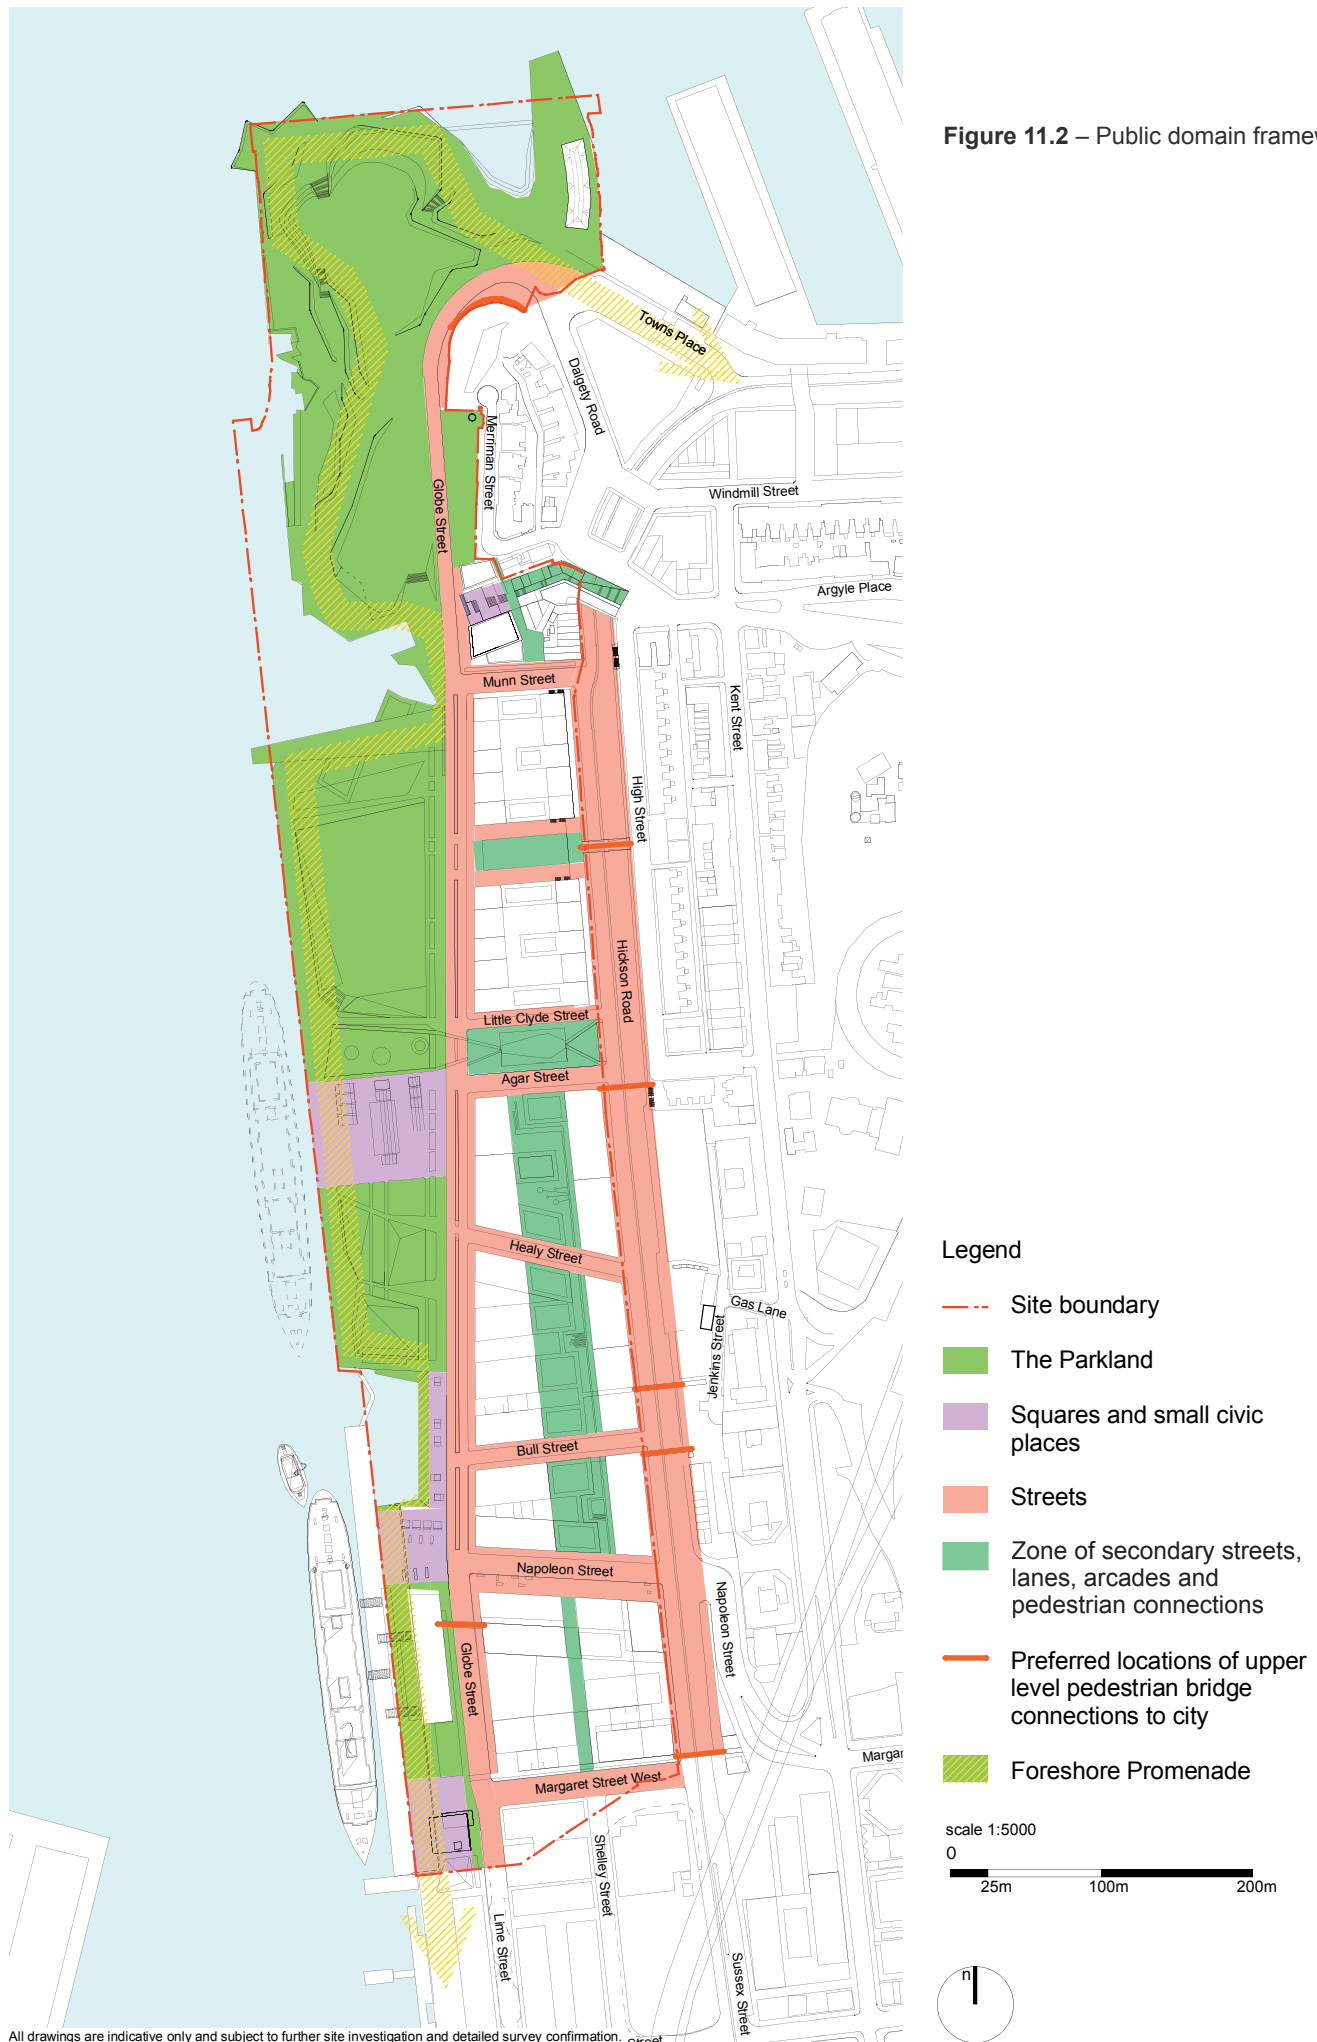 Figure 11.2 – Public domain
Towns Place
Dalgety Road
Merriman Street
Globe Street
Windmill Street
Argyle Place
Munn Street
Kent Street
High Street
Hickson Road
Little Clyde Street
Agar Street
Healy Street
Gas Lane
Jenkins Street
Bull Street
Napoleon Street
Napoleon Street
Globe Street
Margaret Street West
Shelley Street
Lime Street
Sussex Street
Street
Legend
Site boundary
The Parkland
Squares and small civic
places
Streets
Zone of secondary streets,
lanes, arcades and
pedestrian connections
Preferred locations of upper
level pedestrian bridge
connections to city
Foreshore Promenade
scale 1:5000
0
25m 100m 200m
n
All drawings are indicative only and subject to further site investigation and detailed survey confirmation.